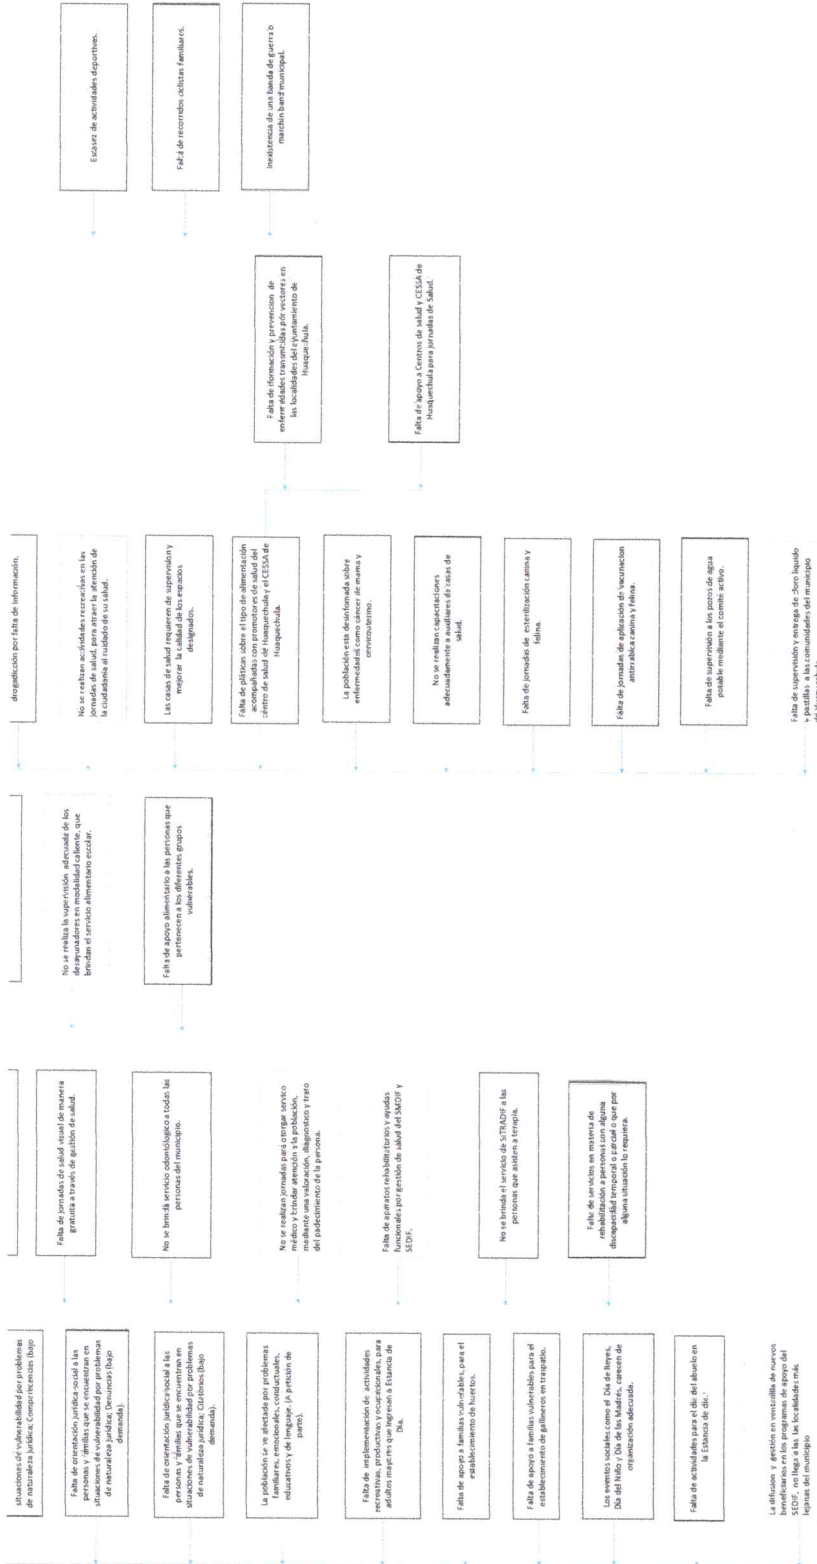 situaciones de vulnerabilidad por problemas
de naturaleza jurídica; Comparecencias (bajo
Falta de orientación jurídica-social a las
personas y familias que se encuentran en
situaciones de vulnerabilidad por problemas
de naturaleza jurídica; Denuncias (bajo
demanda).
Falta de orientación jurídica-social a las
personas y familias que se encuentran en
situaciones de vulnerabilidad por problemas
de naturaleza jurídica; Citatorios (bajo
demanda).
La población se ve afectada por problemas
familiares, emocionales, conductuales,
educativos y de lenguaje. (A petición de
parte).
Falta de implementación de actividades
recreativas, productivas y ocupacionales, para
adultos mayores que ingresan a Estancia de
Día.
Falta de apoyo a familias vulnerables, para el
establecimiento de huertos.
Falta de apoyo a familias vulnerables para el
establecimiento de gallineros en traspatio.
Los eventos sociales como el Día de Reyes,
Día del Niño y Día de las Madres, carecen de
organización adecuada.
Falta de actividades para el día del abuelo en
la Estancia de día.
La difusion y gestión en ventanilla de nuevos
beneficiarios en los programas de apoyo del
SEDIF, no llega a las las localidades más
lejanas del municipio
Falta de jornadas de salud visual de manera
gratuita a través de gestión de salud.
No se brinda servicio odontologico a todas las
personas del municipio.
No se realizan jornadas para otorgar servico
médico y brindar atención a la población,
mediante una valoración, diagnostico y trato
del padecimiento de la persona.
Falta de aparatos rehabilitatorios y ayudas
funcionales por gestión de salud del SMDIF y
SEDIF.
No se brinda el servicio de SITRADIF a las
personas que asisten a terapia.
Falta de servicios en materia de
rehabilitación a personas con alguna
discapacidad temporal o parcial o que por
alguna situación lo requiera.
No se realiza la supervisión adecuada de los
desayunadores en modalidad caliente, que
brindan el servicio alimentario escolar.
Falta de apoyo alimentario a las personas que
pertenecen a los diferentes grupos
vulnerables.
drogadicción por falta de información.
No se realizan actividades recreativas en las
jornadas de salud, para atraer la atención de
la ciudadania al cuidado de su salud.
Las casas de salud requieren de supervision y
mejorar la calidad de los espacios
designados.
Falta de pláticas sobre el tipo de alimentación
acompañadas con promotores de salud del
centro de salud de Huaquechula y el CESSA de
Huaquechula.
La población esta desinfomada sobre
enfermedades como cáncer de mama y
cervicouterino.
No se realizan capacitaciones
adecuadamente a auxiliares de casas de
salud.
Falta de jornadas de esterilización canina y
felina.
Falta de jornadas de aplicación de vacunacion
antirrábica canina y felina.
Falta de supervisión a los pozos de agua
potable mediante el comité activo.
Falta de supervisión y entrega de cloro liquido
y pastillas a las comunidades del municipio
Falta de iformación y prevencion de
enfermedades transmitidas por vectores en
las localidades del ayuntamiento de
Huaquechula.
Falta de apoyo a Centros de salud y CESSA de
Huaquechula para jornadas de Salud.
Escasez de actividades deportivas.
Falta de recorridos ciclistas familiares.
Inexistencia de una banda de guerra o
marchin band municipal.